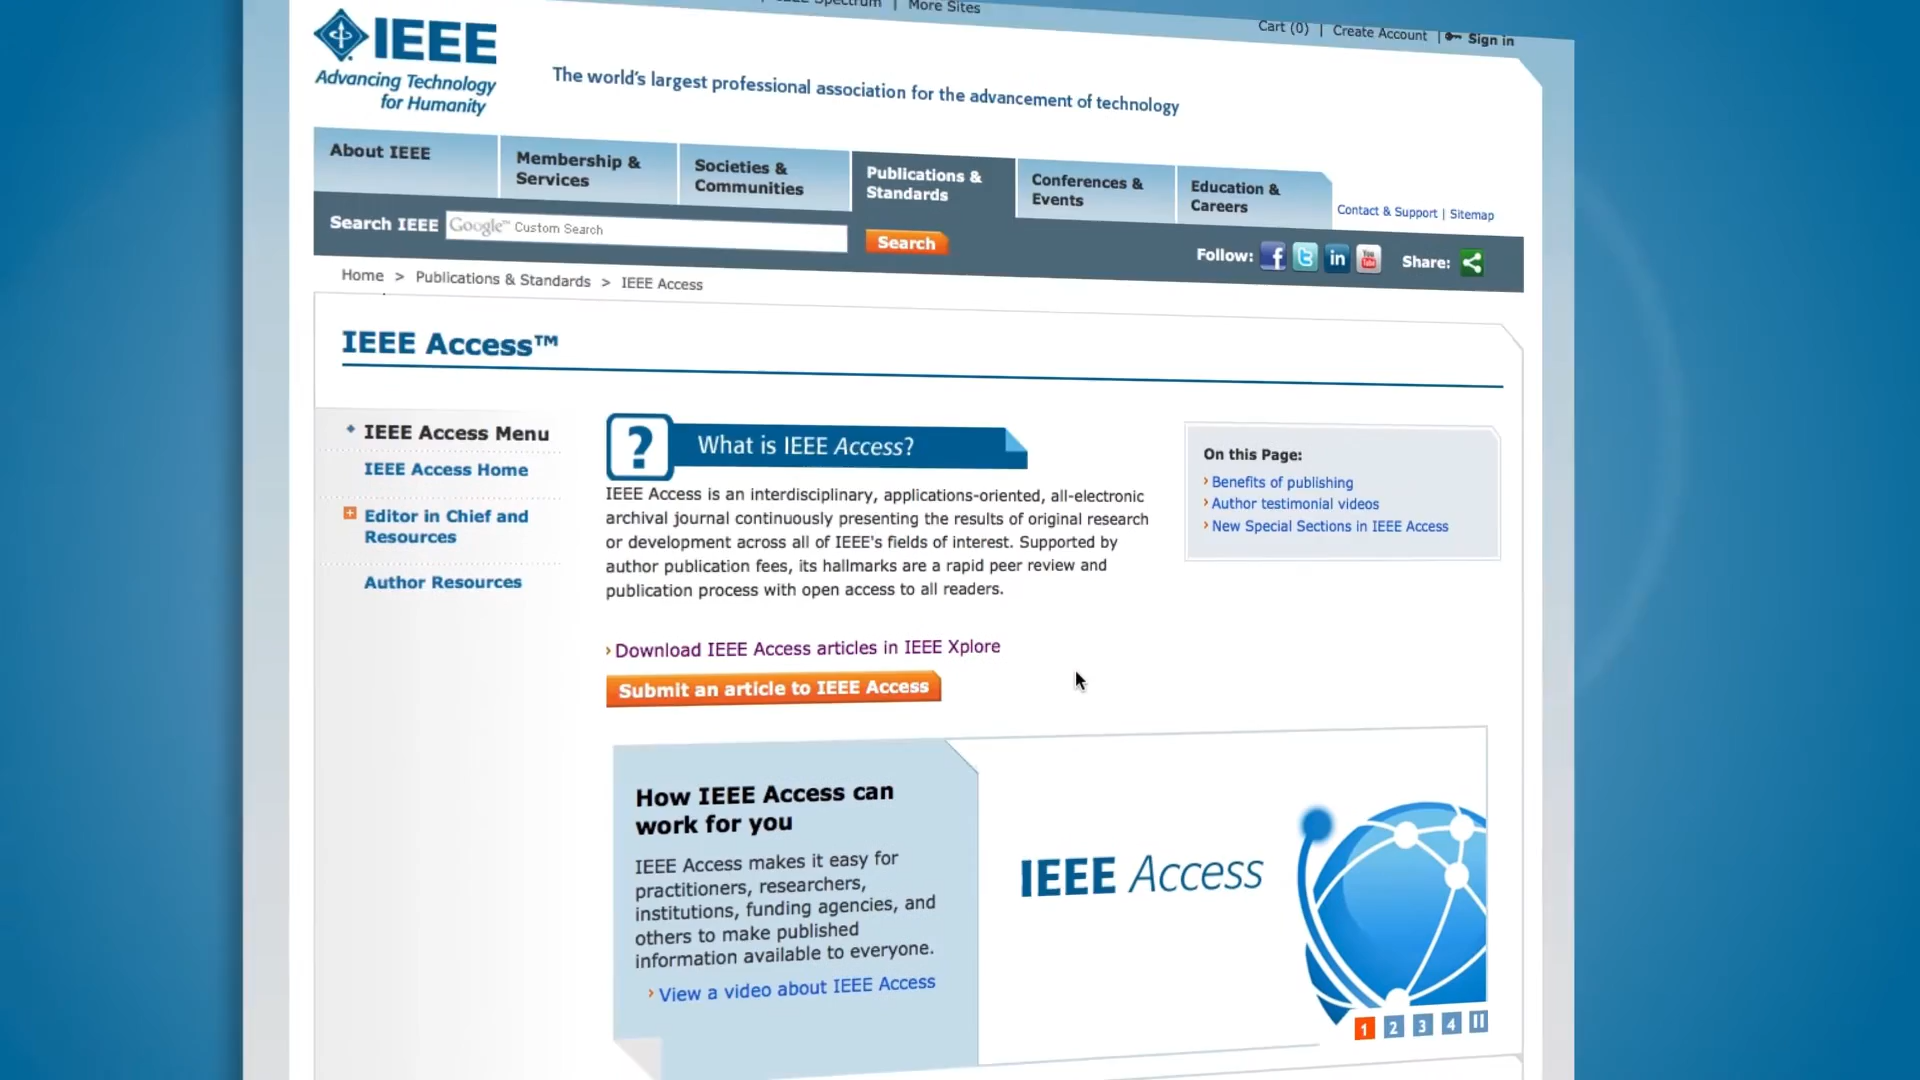 IEEE Spectrum | More Sites
Cart (0) | Create Account | Sign in
IEEE
Advancing Technology
for Humanity
The world's largest professional association for the advancement of technology
About IEEE
Membership &
Services
Societies &
Communities
Publications &
Standards
Conferences &
Events
Education &
Careers
Contact & Support | Sitemap
Search IEEE
Google™ Custom Search
Search
Follow:
f
in
You
Tube
Share:
Home > Publications & Standards > IEEE Access
IEEE Access™
IEEE Access Menu
IEEE Access Home
Editor in Chief and
Resources
Author Resources
? What is IEEE Access?
IEEE Access is an interdisciplinary, applications-oriented, all-electronic
archival journal continuously presenting the results of original research
or development across all of IEEE's fields of interest. Supported by
author publication fees, its hallmarks are a rapid peer review and
publication process with open access to all readers.
› Download IEEE Access articles in IEEE Xplore
Submit an article to IEEE Access
On this Page:
› Benefits of publishing
› Author testimonial videos
› New Special Sections in IEEE Access
How IEEE Access can
work for you
IEEE Access makes it easy for
practitioners, researchers,
institutions, funding agencies, and
others to make published
information available to everyone.
› View a video about IEEE Access
IEEE Access
1 2 3 4